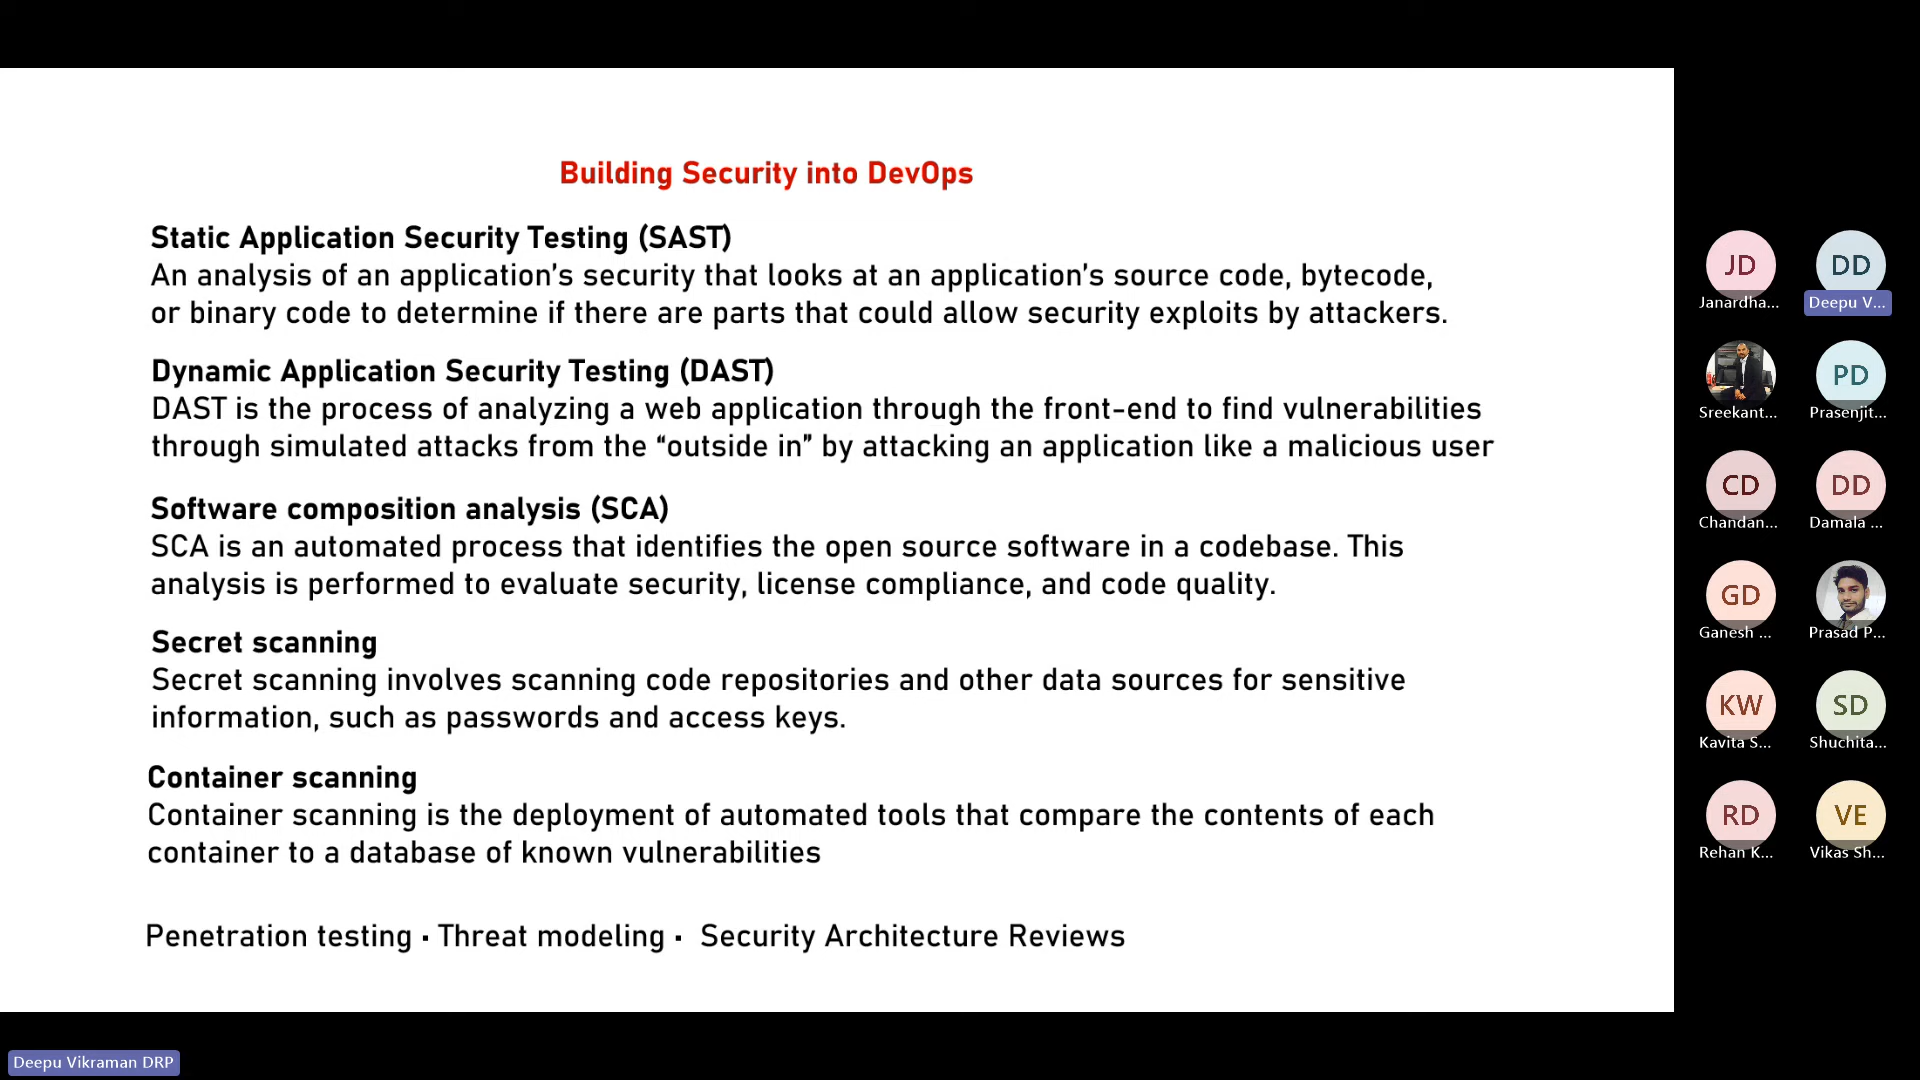 Building Security into DevOps
Static Application Security Testing (SAST)
An analysis of an application’s security that looks at an application’s source code, bytecode,
or binary code to determine if there are parts that could allow security exploits by attackers.
Dynamic Application Security Testing (DAST)
DAST is the process of analyzing a web application through the front-end to find vulnerabilities
through simulated attacks from the “outside in” by attacking an application like a malicious user
Software composition analysis (SCA)
SCA is an automated process that identifies the open source software in a codebase. This
analysis is performed to evaluate security, license compliance, and code quality.
Secret scanning
Secret scanning involves scanning code repositories and other data sources for sensitive
information, such as passwords and access keys.
Container scanning
Container scanning is the deployment of automated tools that compare the contents of each
container to a database of known vulnerabilities
Penetration testing · Threat modeling · Security Architecture Reviews
JD DD
Janardha... Deepu V...
PD
Sreekant... Prasenjit...
CD DD
Chandan... Damala ...
GD
Ganesh ... Prasad P...
KW SD
Kavita S... Shuchita...
RD VE
Rehan K... Vikas Sh...
Deepu Vikraman DRP